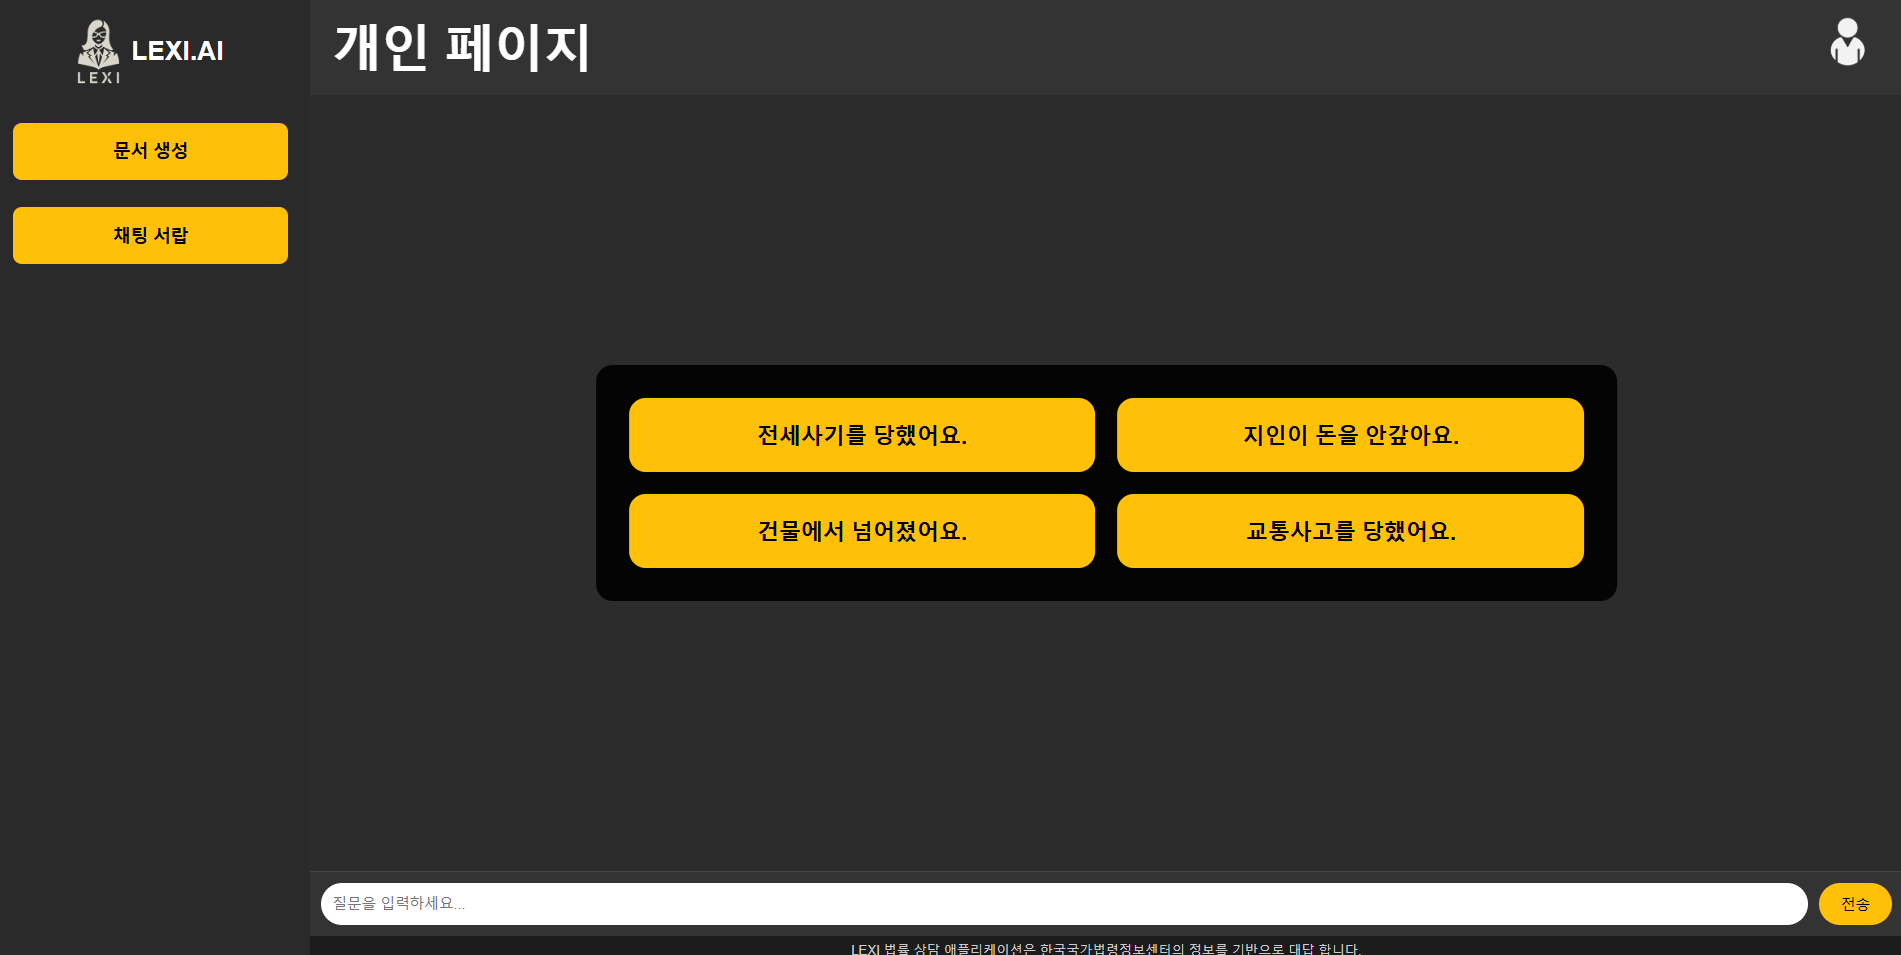 LEXI
LEXI.AI
개인 페이지
문서 생성
채팅 서랍
전세사기를 당했어요.
지인이 돈을 안갚아요.
건물에서 넘어졌어요.
교통사고를 당했어요.
질문을 입력하세요...
전송
LEXI 법률 상담 애플리케이션은 한국국가법령정보센터의 정보를 기반으로 대답 합니다.